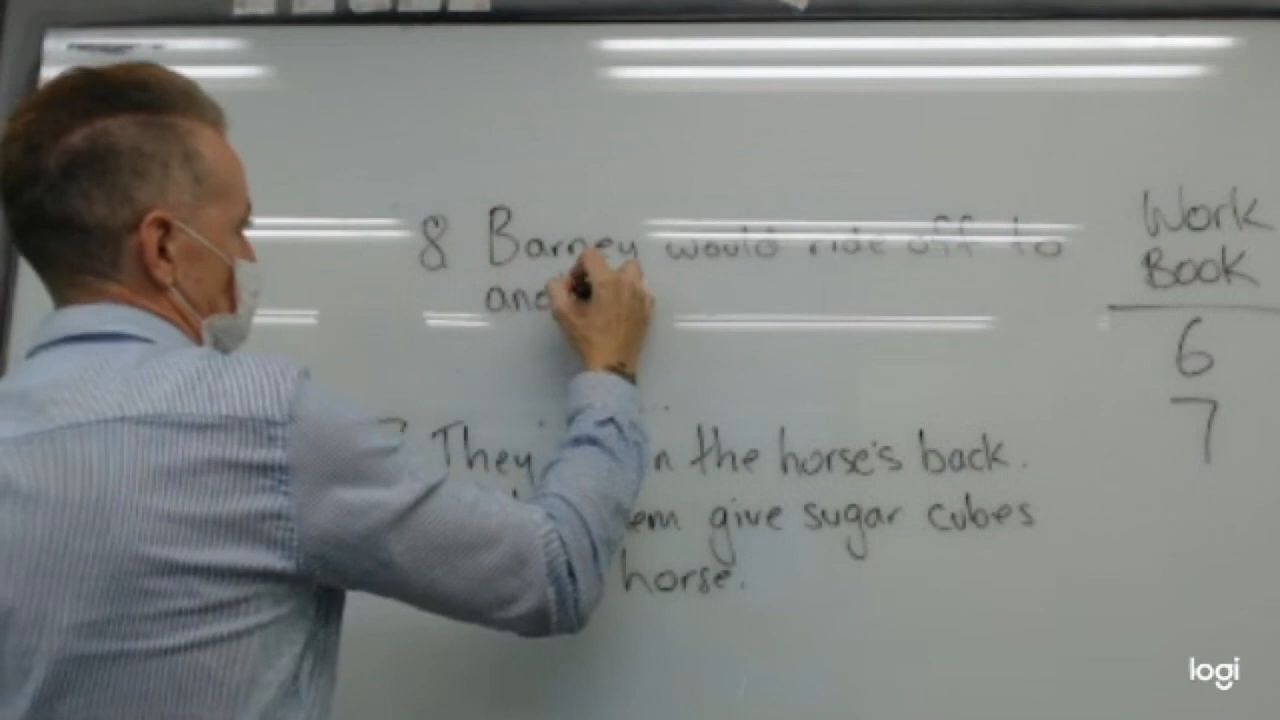 8 Barney would ride off to
and
They n the horse's back.
em give sugar cubes
horse.
Work
Book
6
7
logi